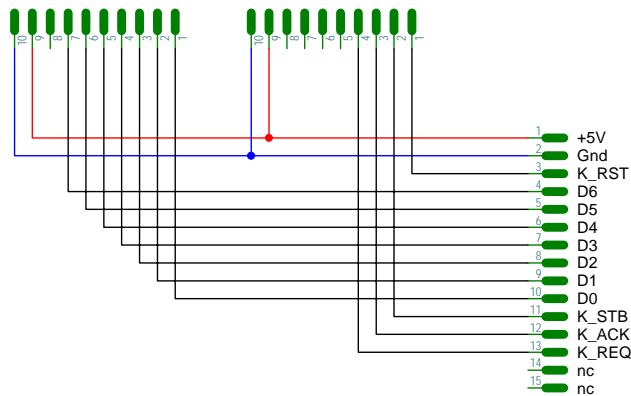 10 9 8 7 6 5 4 3 2 1
10 9 8 7 6 5 4 3 2 1
1 +5V
2 Gnd
3 K_RST
4 D6
5 D5
6 D4
7 D3
8 D2
9 D1
10 D0
11 K_STB
12 K_ACK
13 K_REQ
14 nc
15 nc